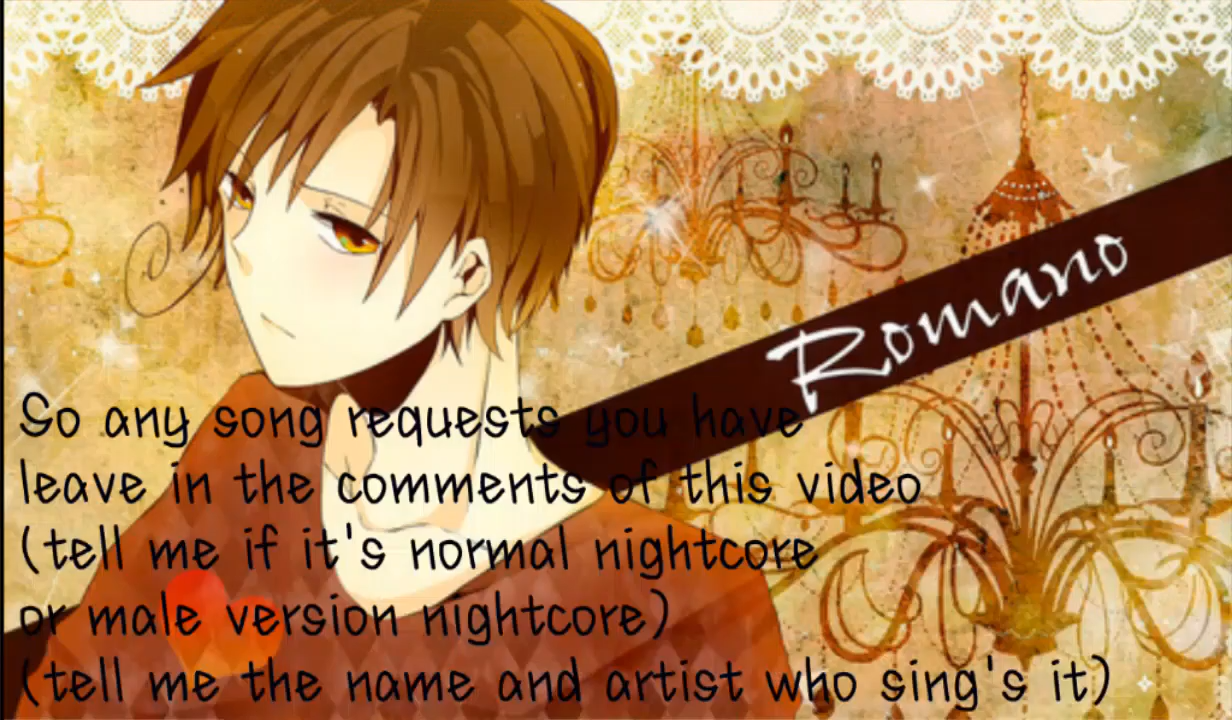 Romano
So any song requests you have
leave in the comments of this video
(tell me if it's normal nightcore
or male version nightcore)
(tell me the name and artist who sing's it)